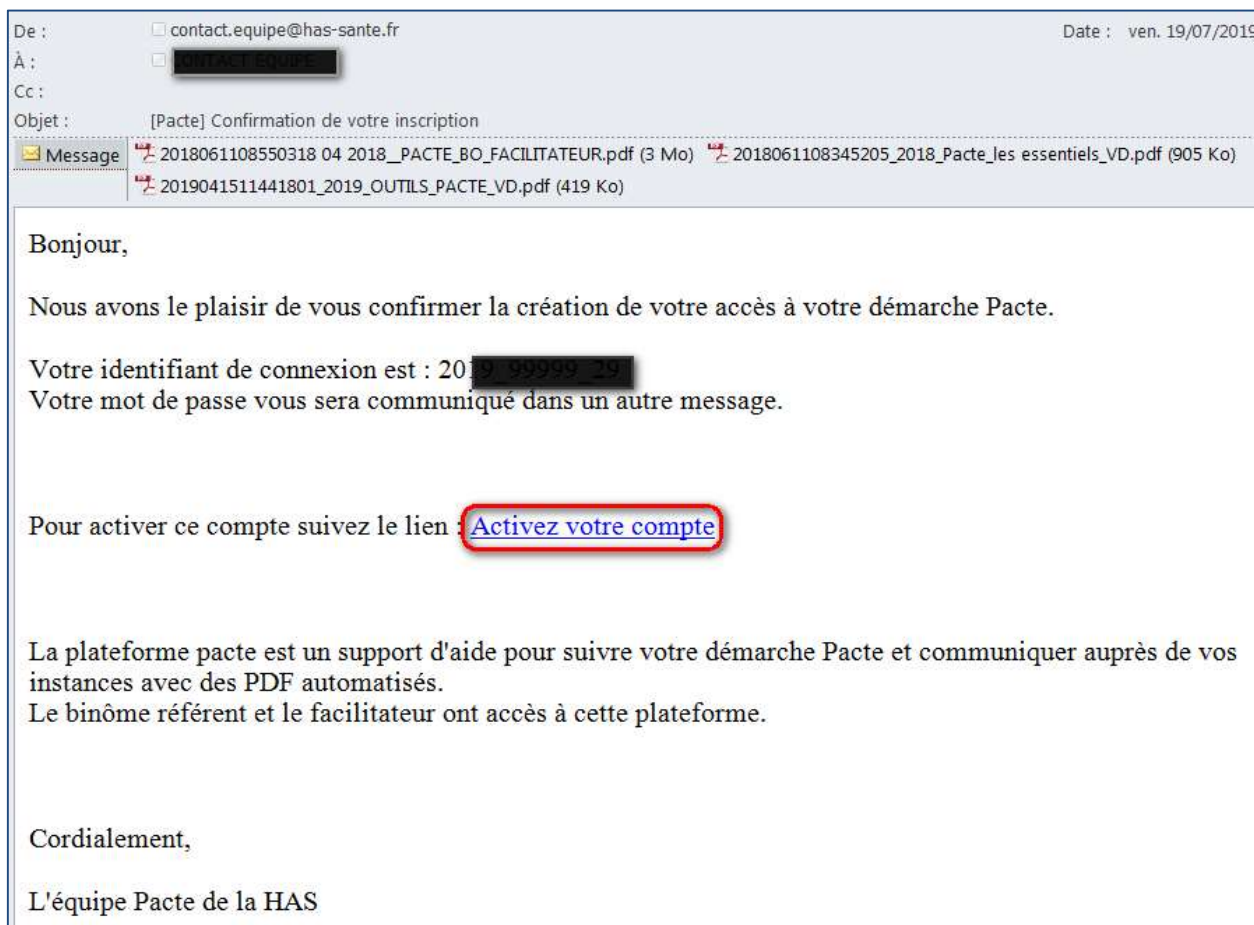 De : contact.equipe@has-sante.fr Date : ven. 19/07/2019
À :
Cc :
Objet : [Pacte] Confirmation de votre inscription
Message 2018061108550318 04 2018__PACTE_BO_FACILITATEUR.pdf (3 Mo) 2018061108345205_2018_Pacte_les essentiels_VD.pdf (905 Ko)
2019041511441801_2019_OUTILS_PACTE_VD.pdf (419 Ko)
Bonjour,
Nous avons le plaisir de vous confirmer la création de votre accès à votre démarche Pacte.
Votre identifiant de connexion est : 20
Votre mot de passe vous sera communiqué dans un autre message.
Pour activer ce compte suivez le lien : Activez votre compte
La plateforme pacte est un support d'aide pour suivre votre démarche Pacte et communiquer auprès de vos
instances avec des PDF automatisés.
Le binôme référent et le facilitateur ont accès à cette plateforme.
Cordialement,
L'équipe Pacte de la HAS